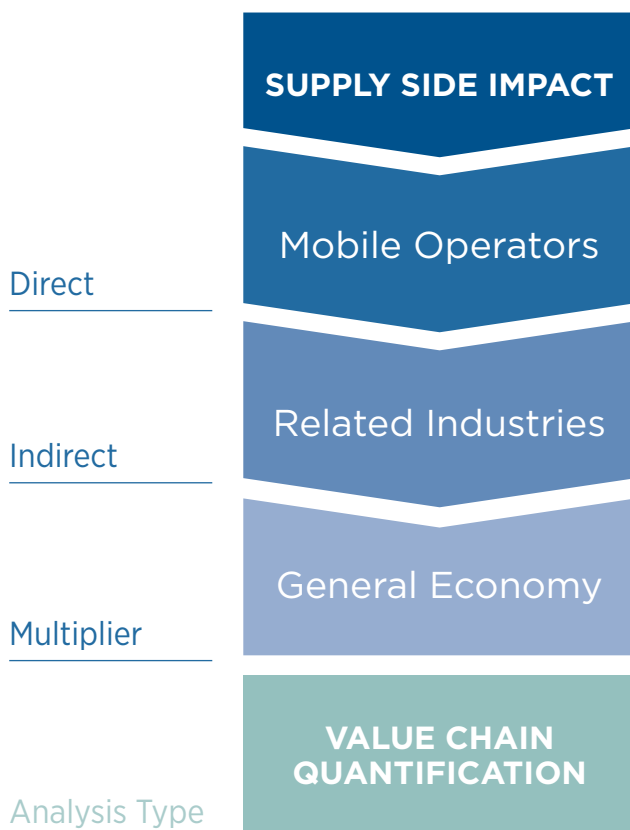 SUPPLY SIDE IMPACT
Mobile Operators
Direct
Related Industries
Indirect
General Economy
Multiplier
VALUE CHAIN
QUANTIFICATION
Analysis Type